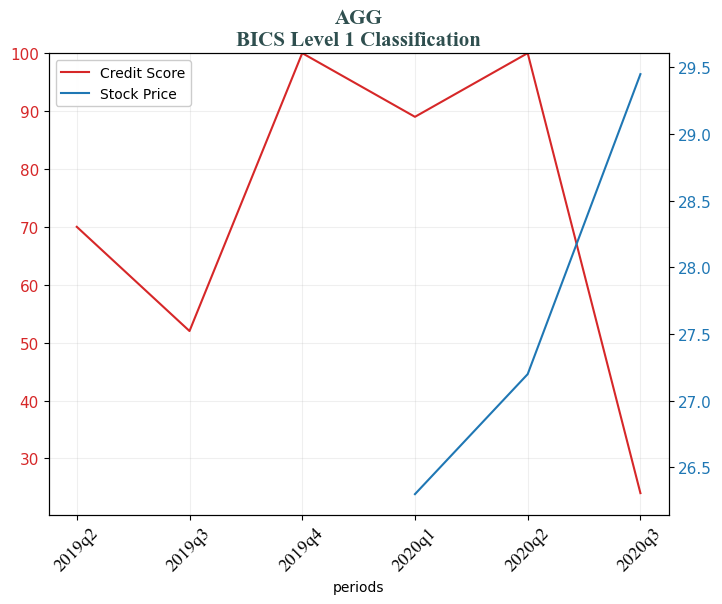 AGG
BICS Level 1 Classification
Credit Score
Stock Price
100
90
80
70
60
50
40
30
29.5
29.0
28.5
28.0
27.5
27.0
26.5
2019q2
2019q3
2019q4
2020q1
2020q2
2020q3
periods